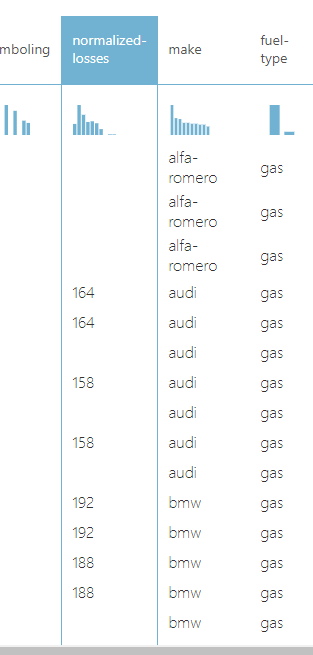 mboling normalized-losses make fuel-type
alfa-romero gas
alfa-romero gas
alfa-romero gas
164 audi gas
164 audi gas
audi gas
158 audi gas
audi gas
158 audi gas
audi gas
192 bmw gas
192 bmw gas
188 bmw gas
188 bmw gas
bmw gas